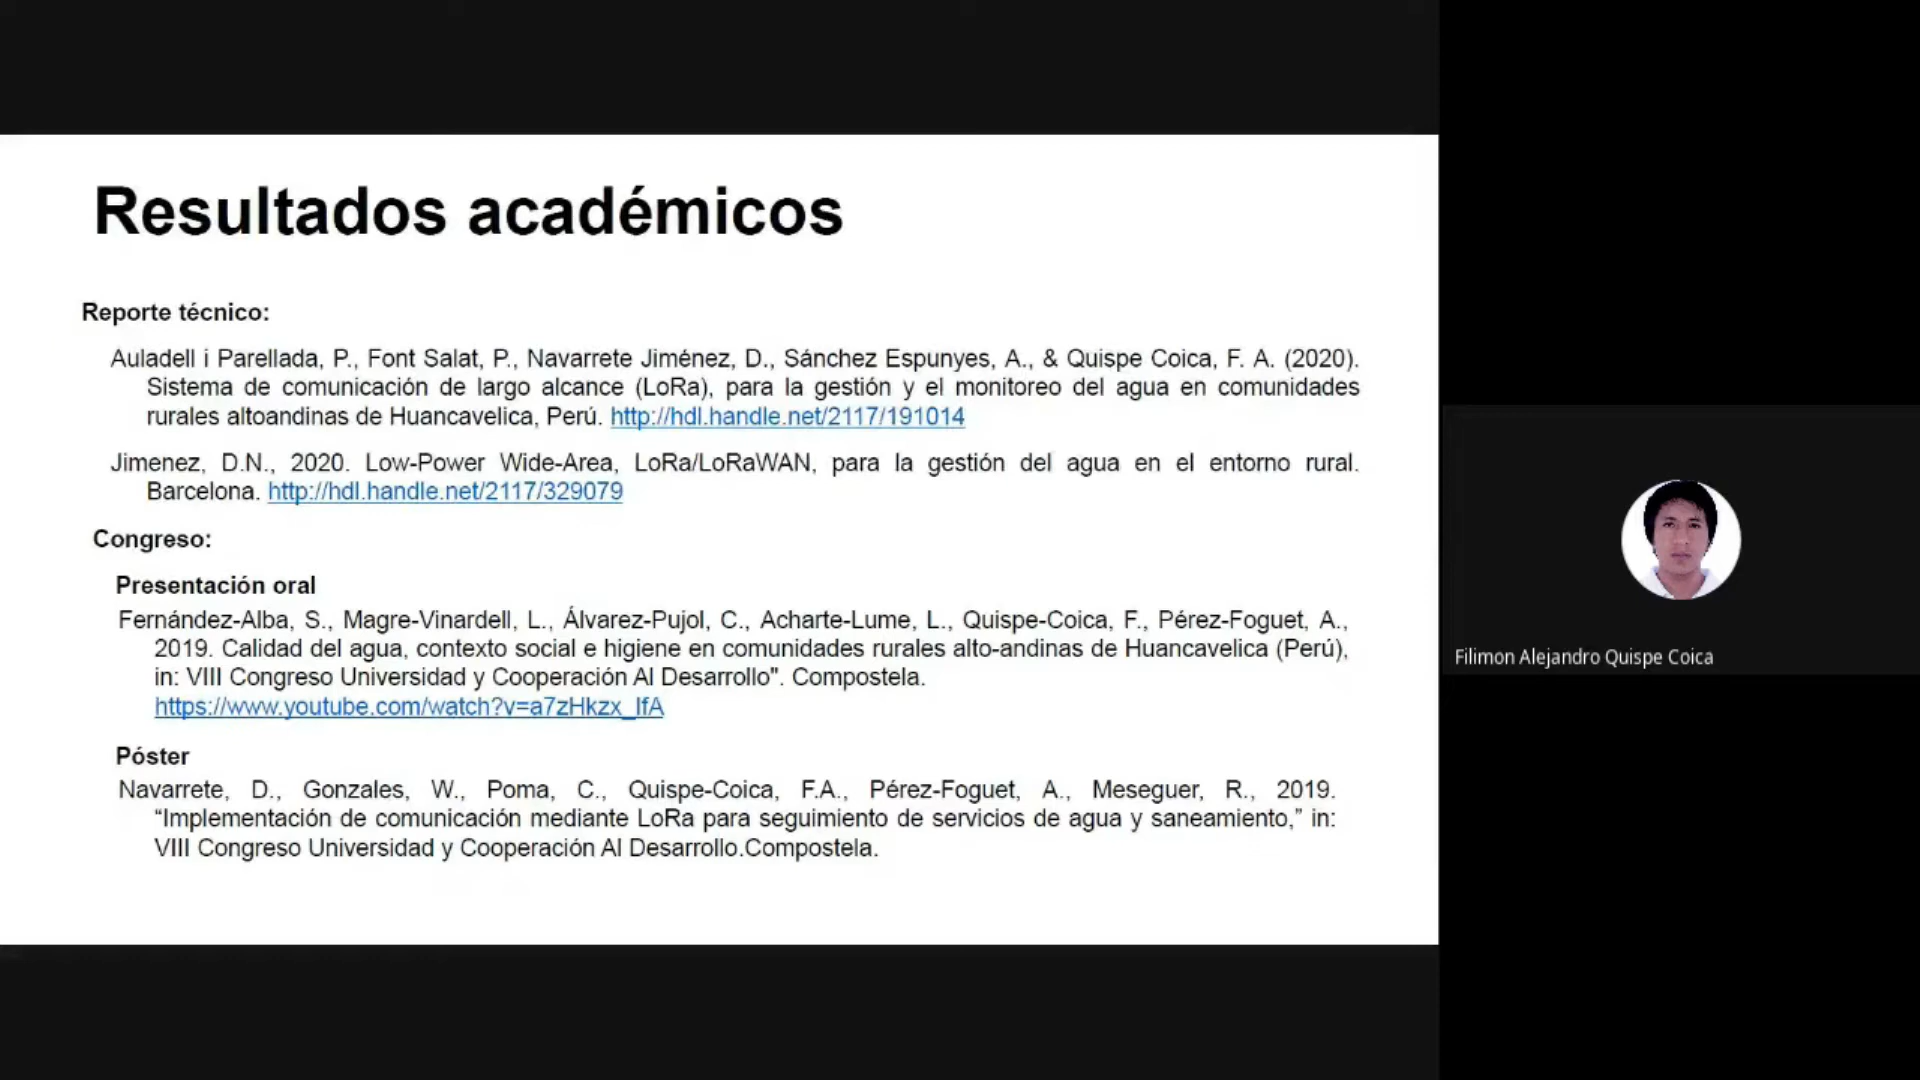 Resultados académicos
Reporte técnico:
Auladell i Parellada, P., Font Salat, P., Navarrete Jiménez, D., Sánchez Espunyes, A., & Quispe Coica, F. A. (2020).
Sistema de comunicación de largo alcance (LoRa), para la gestión y el monitoreo del agua en comunidades
rurales altoandinas de Huancavelica, Perú. http://hdl.handle.net/2117/191014
Jimenez, D.N., 2020. Low-Power Wide-Area, LoRa/LoRaWAN, para la gestión del agua en el entorno rural.
Barcelona. http://hdl.handle.net/2117/329079
Congreso:
Presentación oral
Fernández-Alba, S., Magre-Vinardell, L., Álvarez-Pujol, C., Acharte-Lume, L., Quispe-Coica, F., Pérez-Foguet, A.,
2019. Calidad del agua, contexto social e higiene en comunidades rurales alto-andinas de Huancavelica (Perú),
in: VIII Congreso Universidad y Cooperación Al Desarrollo". Compostela.
https://www.youtube.com/watch?v=a7zHkzx_IfA
Póster
Navarrete, D., Gonzales, W., Poma, C., Quispe-Coica, F.A., Pérez-Foguet, A., Meseguer, R., 2019.
“Implementación de comunicación mediante LoRa para seguimiento de servicios de agua y saneamiento,” in:
VIII Congreso Universidad y Cooperación Al Desarrollo.Compostela.
Filimon Alejandro Quispe Coica